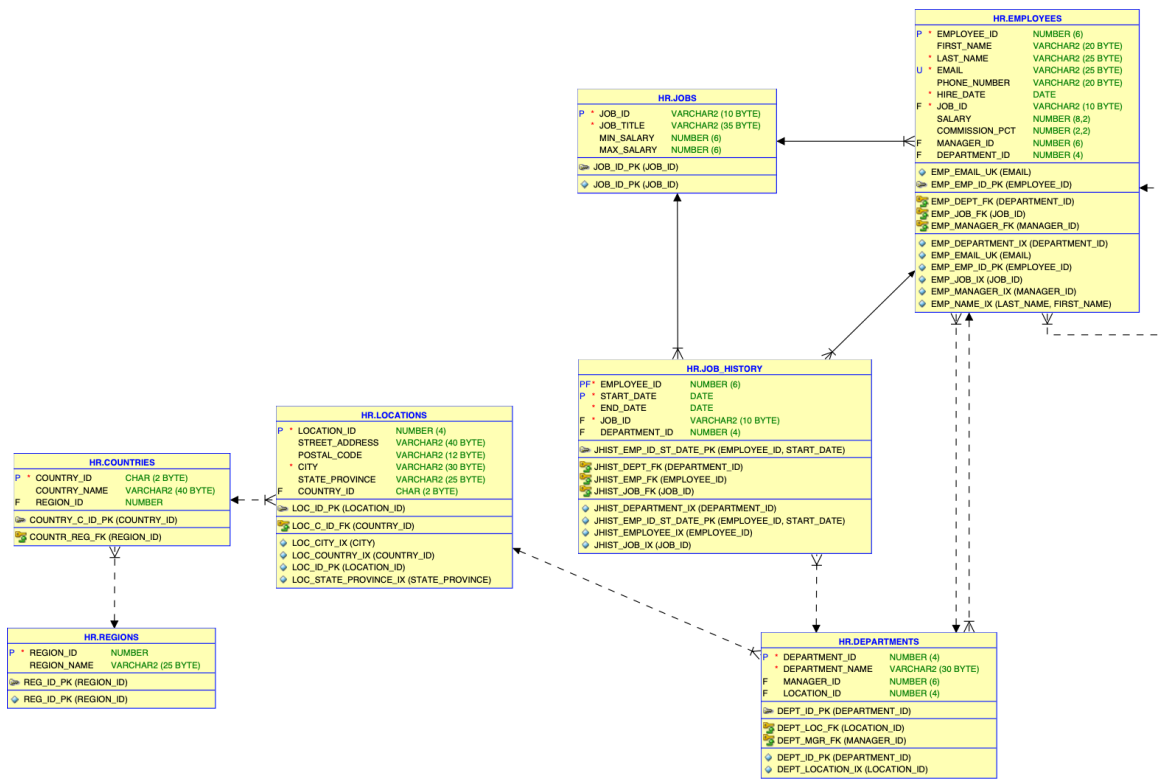 HR.EMPLOYEES
P * EMPLOYEE_ID NUMBER (6)
FIRST_NAME VARCHAR2 (20 BYTE)
* LAST_NAME VARCHAR2 (25 BYTE)
U * EMAIL VARCHAR2 (25 BYTE)
PHONE_NUMBER VARCHAR2 (20 BYTE)
* HIRE_DATE DATE
F * JOB_ID VARCHAR2 (10 BYTE)
SALARY NUMBER (8,2)
COMMISSION_PCT NUMBER (2,2)
F MANAGER_ID NUMBER (6)
F DEPARTMENT_ID NUMBER (4)
EMP_EMAIL_UK (EMAIL)
EMP_EMP_ID_PK (EMPLOYEE_ID)
EMP_DEPT_FK (DEPARTMENT_ID)
EMP_JOB_FK (JOB_ID)
EMP_MANAGER_FK (MANAGER_ID)
EMP_DEPARTMENT_IX (DEPARTMENT_ID)
EMP_EMAIL_UK (EMAIL)
EMP_EMP_ID_PK (EMPLOYEE_ID)
EMP_JOB_IX (JOB_ID)
EMP_MANAGER_IX (MANAGER_ID)
EMP_NAME_IX (LAST_NAME, FIRST_NAME)
HR.JOBS
P * JOB_ID VARCHAR2 (10 BYTE)
* JOB_TITLE VARCHAR2 (35 BYTE)
MIN_SALARY NUMBER (6)
MAX_SALARY NUMBER (6)
JOB_ID_PK (JOB_ID)
JOB_ID_PK (JOB_ID)
HR.JOB_HISTORY
PF* EMPLOYEE_ID NUMBER (6)
P * START_DATE DATE
* END_DATE DATE
F * JOB_ID VARCHAR2 (10 BYTE)
F DEPARTMENT_ID NUMBER (4)
JHIST_EMP_ID_ST_DATE_PK (EMPLOYEE_ID, START_DATE)
JHIST_DEPT_FK (DEPARTMENT_ID)
JHIST_EMP_FK (EMPLOYEE_ID)
JHIST_JOB_FK (JOB_ID)
JHIST_DEPARTMENT_IX (DEPARTMENT_ID)
JHIST_EMP_ID_ST_DATE_PK (EMPLOYEE_ID, START_DATE)
JHIST_EMPLOYEE_IX (EMPLOYEE_ID)
JHIST_JOB_IX (JOB_ID)
HR.LOCATIONS
P * LOCATION_ID NUMBER (4)
STREET_ADDRESS VARCHAR2 (40 BYTE)
POSTAL_CODE VARCHAR2 (12 BYTE)
* CITY VARCHAR2 (30 BYTE)
STATE_PROVINCE VARCHAR2 (25 BYTE)
F COUNTRY_ID CHAR (2 BYTE)
LOC_ID_PK (LOCATION_ID)
LOC_C_ID_FK (COUNTRY_ID)
LOC_CITY_IX (CITY)
LOC_COUNTRY_IX (COUNTRY_ID)
LOC_ID_PK (LOCATION_ID)
LOC_STATE_PROVINCE_IX (STATE_PROVINCE)
HR.COUNTRIES
P * COUNTRY_ID CHAR (2 BYTE)
COUNTRY_NAME VARCHAR2 (40 BYTE)
F REGION_ID NUMBER
COUNTRY_C_ID_PK (COUNTRY_ID)
COUNTR_REG_FK (REGION_ID)
HR.REGIONS
P * REGION_ID NUMBER
REGION_NAME VARCHAR2 (25 BYTE)
REG_ID_PK (REGION_ID)
REG_ID_PK (REGION_ID)
HR.DEPARTMENTS
P * DEPARTMENT_ID NUMBER (4)
* DEPARTMENT_NAME VARCHAR2 (30 BYTE)
F MANAGER_ID NUMBER (6)
F LOCATION_ID NUMBER (4)
DEPT_ID_PK (DEPARTMENT_ID)
DEPT_LOC_FK (LOCATION_ID)
DEPT_MGR_FK (MANAGER_ID)
DEPT_ID_PK (DEPARTMENT_ID)
DEPT_LOCATION_IX (LOCATION_ID)